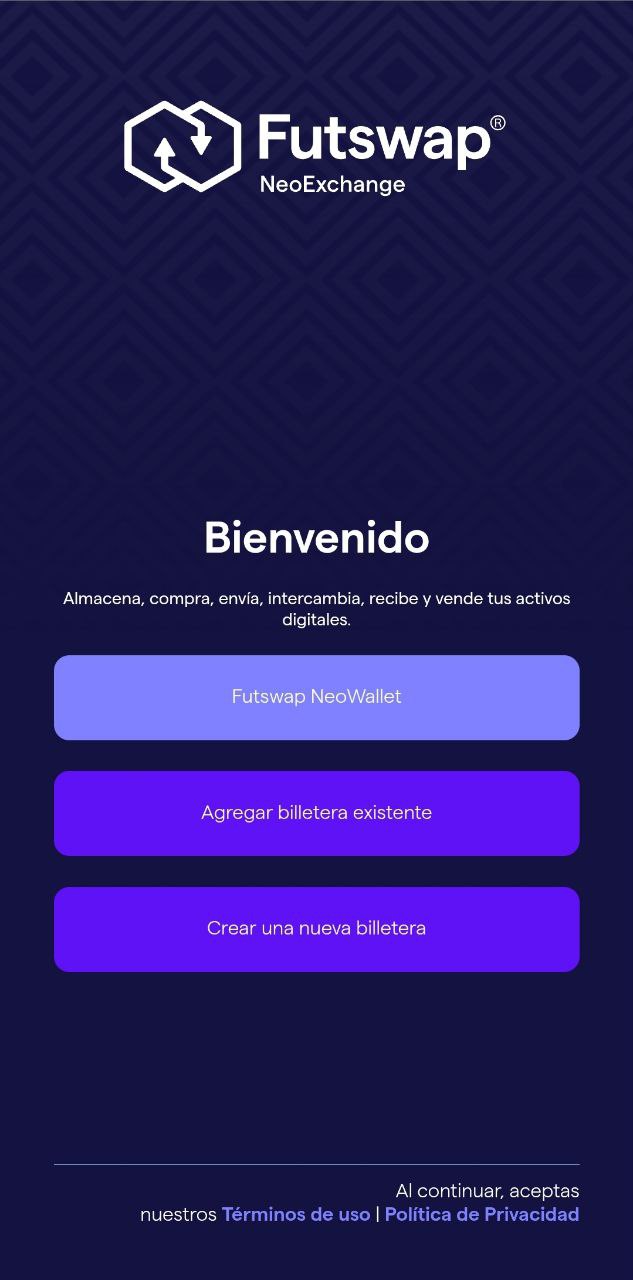 Futswap®
NeoExchange
Bienvenido
Almacena, compra, envía, intercambia, recibe y vende tus activos
digitales.
Futswap NeoWallet
Agregar billetera existente
Crear una nueva billetera
Al continuar, aceptas
nuestros Términos de uso | Política de Privacidad